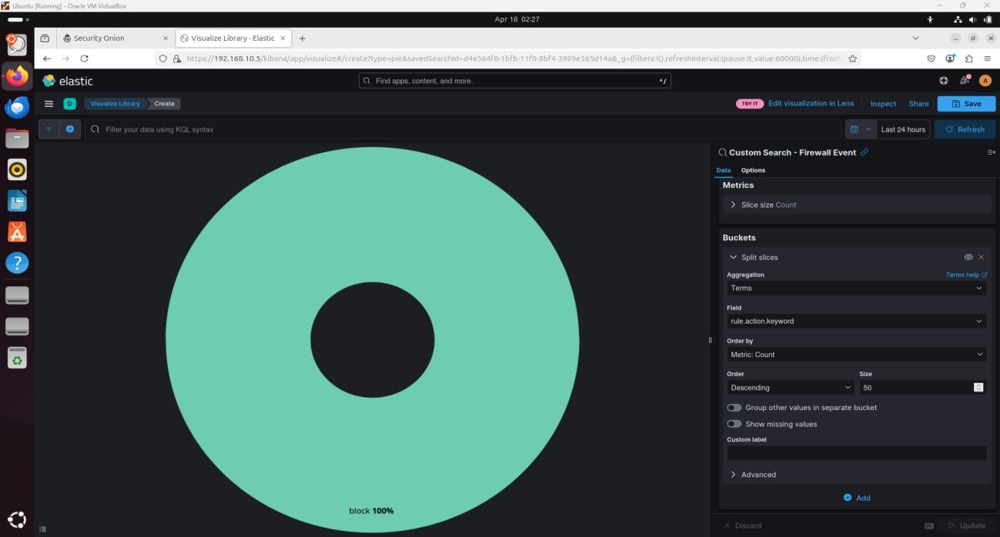 Ubuntu [Running] - Oracle VM VirtualBox
Apr 18 02:27
Security Onion
Visualize Library - Elastic
https://192.168.10.5/kibana/app/visualize#/create?type=pie&savedSearchId=d4e564f0-1bfb-11f0-8bf4-3989e565d14a&_g=(filters:!(),refreshInterval:(pause:!t,value:60000),time:(from:
elastic
Find apps, content, and more.
^/
A
D
Visualize Library
Create
TRY IT
Edit visualization in Lens
Inspect
Share
Save
Filter your data using KQL syntax
Last 24 hours
Refresh
Custom Search - Firewall Event
Data
Options
Metrics
Slice size Count
Buckets
Split slices
Aggregation
Terms help
Terms
Field
rule.action.keyword
Order by
Metric: Count
Order
Size
Descending
50
Group other values in separate bucket
Show missing values
Custom label
Advanced
Add
block 100%
Discard
Update